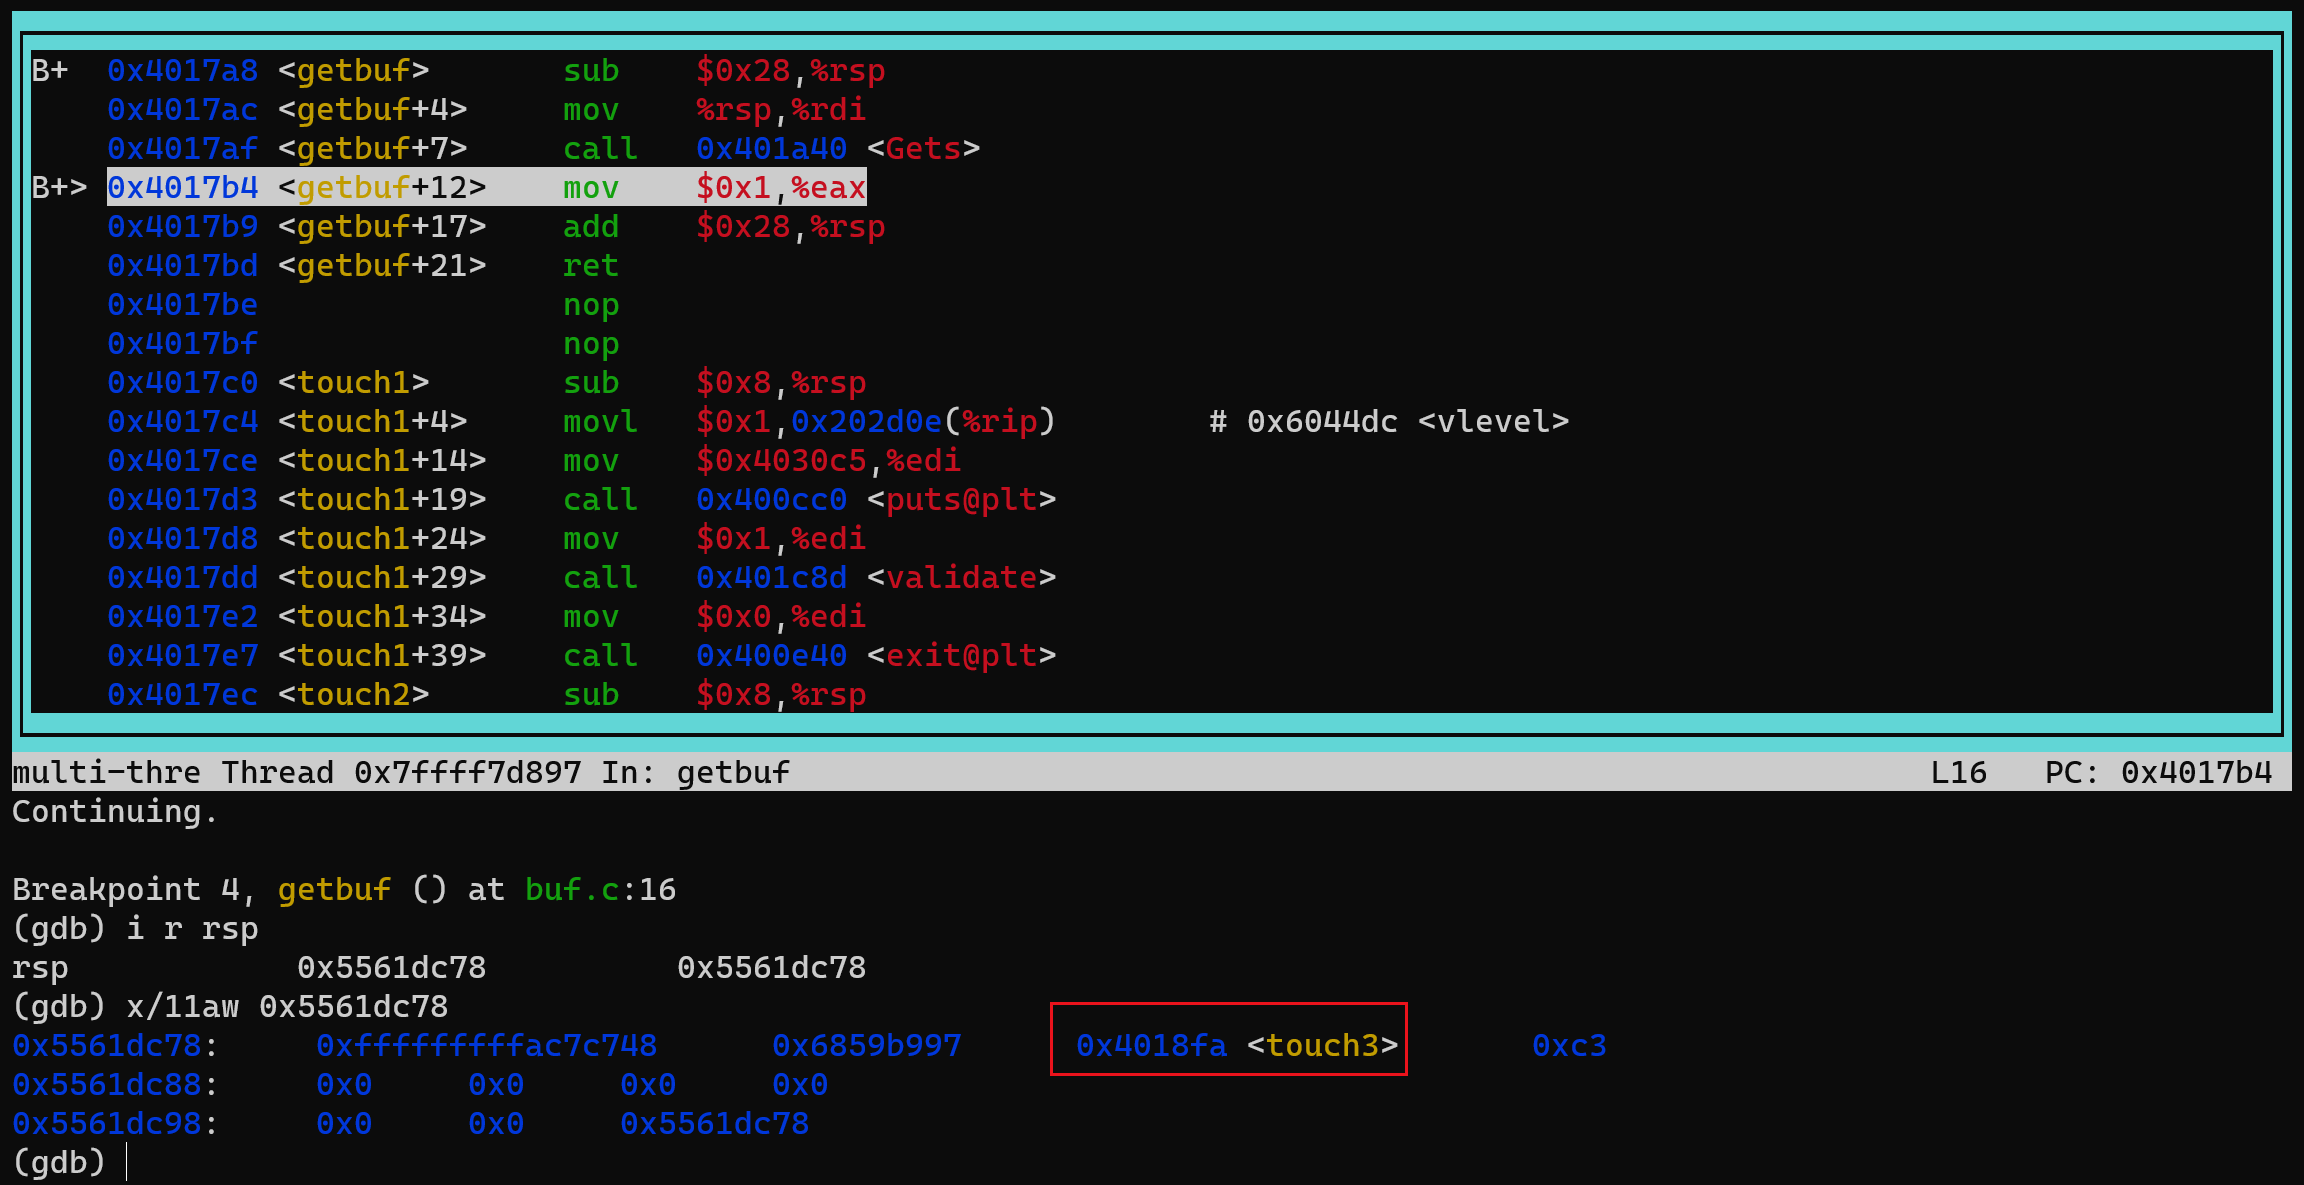 B+ 0x4017a8 <getbuf> sub $0x28,%rsp
0x4017ac <getbuf+4> mov %rsp,%rdi
0x4017af <getbuf+7> call 0x401a40 <Gets>
B+> 0x4017b4 <getbuf+12> mov $0x1,%eax
0x4017b9 <getbuf+17> add $0x28,%rsp
0x4017bd <getbuf+21> ret
0x4017be nop
0x4017bf nop
0x4017c0 <touch1> sub $0x8,%rsp
0x4017c4 <touch1+4> movl $0x1,0x202d0e(%rip) # 0x6044dc <vlevel>
0x4017ce <touch1+14> mov $0x4030c5,%edi
0x4017d3 <touch1+19> call 0x400cc0 <puts@plt>
0x4017d8 <touch1+24> mov $0x1,%edi
0x4017dd <touch1+29> call 0x401c8d <validate>
0x4017e2 <touch1+34> mov $0x0,%edi
0x4017e7 <touch1+39> call 0x400e40 <exit@plt>
0x4017ec <touch2> sub $0x8,%rsp
multi-thre Thread 0x7ffff7d897 In: getbuf L16 PC: 0x4017b4
Continuing.
Breakpoint 4, getbuf () at buf.c:16
(gdb) i r rsp
rsp 0x5561dc78 0x5561dc78
(gdb) x/11aw 0x5561dc78
0x5561dc78: 0xffffffffac7c748 0x6859b997 0x4018fa <touch3> 0xc3
0x5561dc88: 0x0 0x0 0x0 0x0
0x5561dc98: 0x0 0x0 0x5561dc78
(gdb)